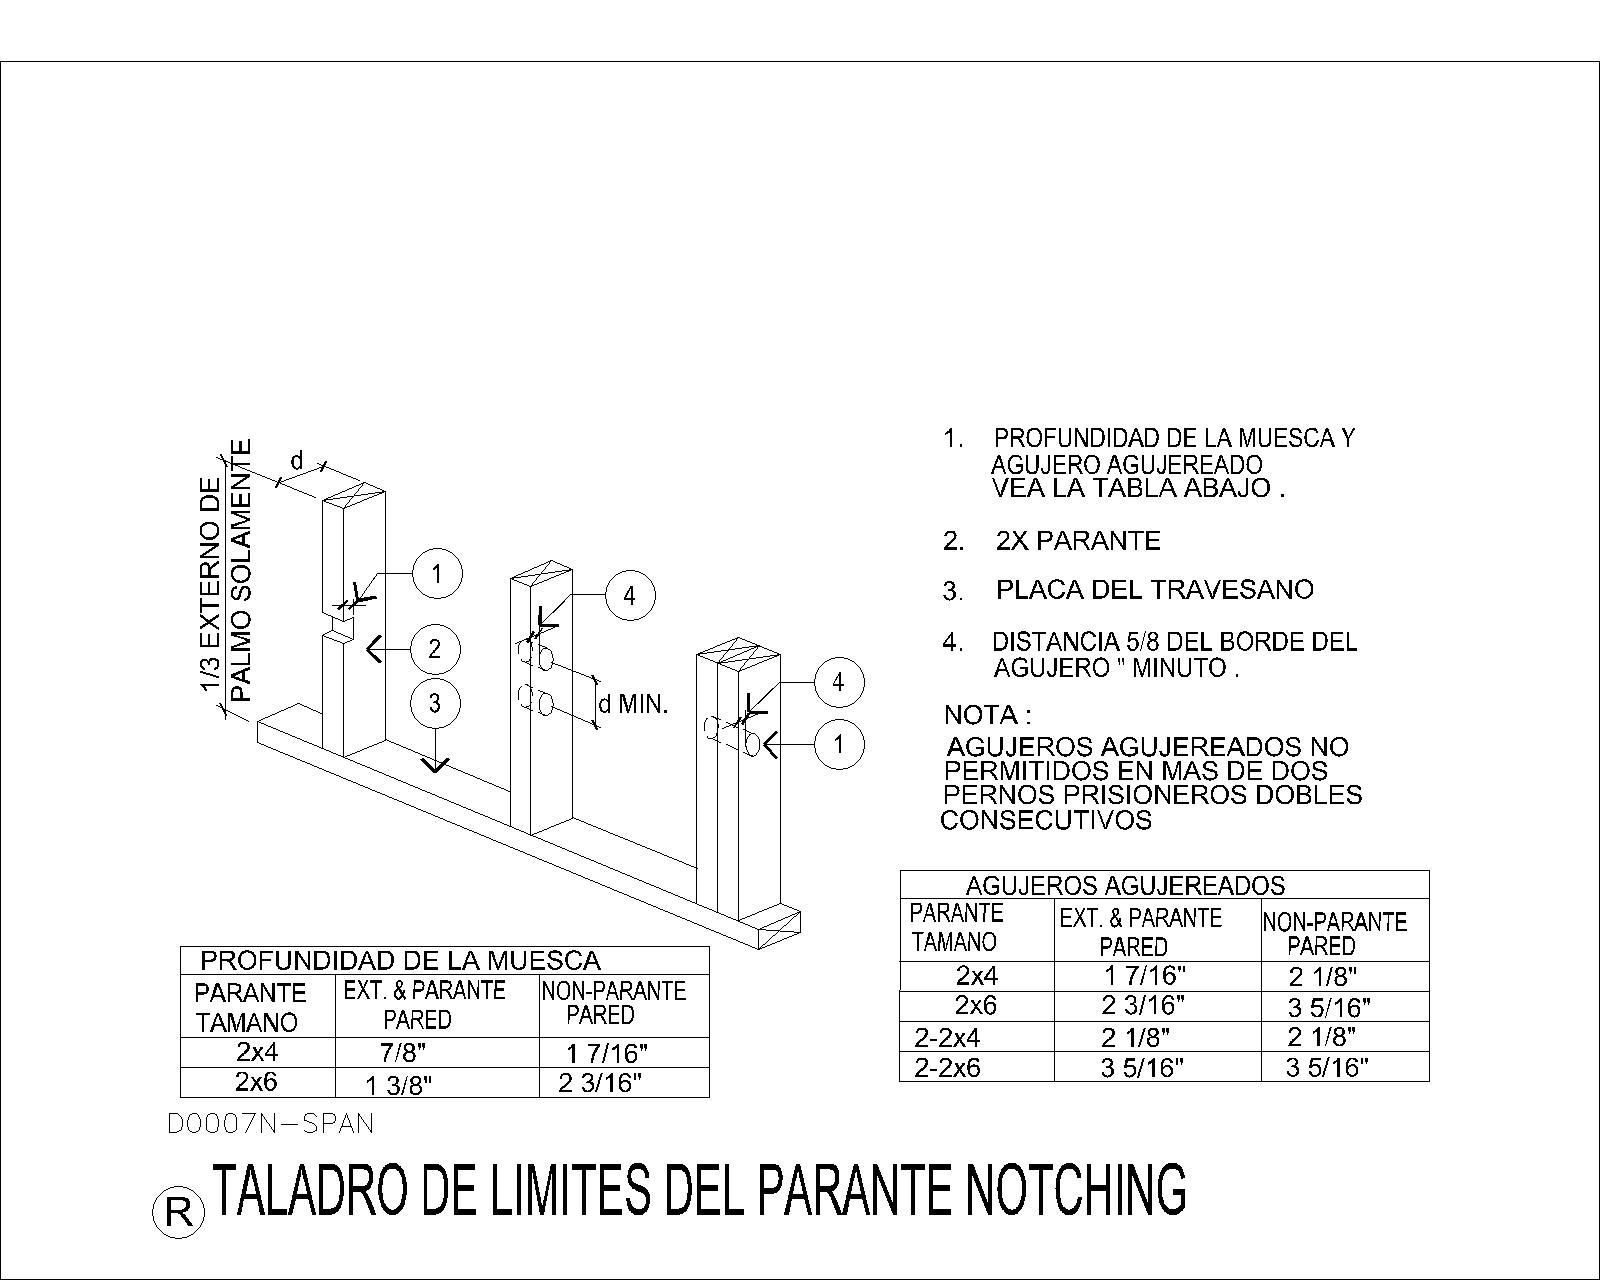 1/3 EXTERNO DE
PALMO SOLAMENTE
d
1
2
3
4
d MIN.
4
1
1. PROFUNDIDAD DE LA MUESCA Y
AGUJERO AGUJEREADO
VEA LA TABLA ABAJO .
2. 2X PARANTE
3. PLACA DEL TRAVESANO
4. DISTANCIA 5/8 DEL BORDE DEL
AGUJERO " MINUTO .
NOTA :
AGUJEROS AGUJEREADOS NO
PERMITIDOS EN MAS DE DOS
PERNOS PRISIONEROS DOBLES
CONSECUTIVOS
AGUJEROS AGUJEREADOS
PARANTE TAMANO EXT. & PARANTE PARED NON-PARANTE PARED
2x4 1 7/16" 2 1/8"
2x6 2 3/16" 3 5/16"
2-2x4 2 1/8" 2 1/8"
2-2x6 3 5/16" 3 5/16"
PROFUNDIDAD DE LA MUESCA
PARANTE TAMANO EXT. & PARANTE PARED NON-PARANTE PARED
2x4 7/8" 1 7/16"
2x6 1 3/8" 2 3/16"
D0007N-SPAN
R TALADRO DE LIMITES DEL PARANTE NOTCHING